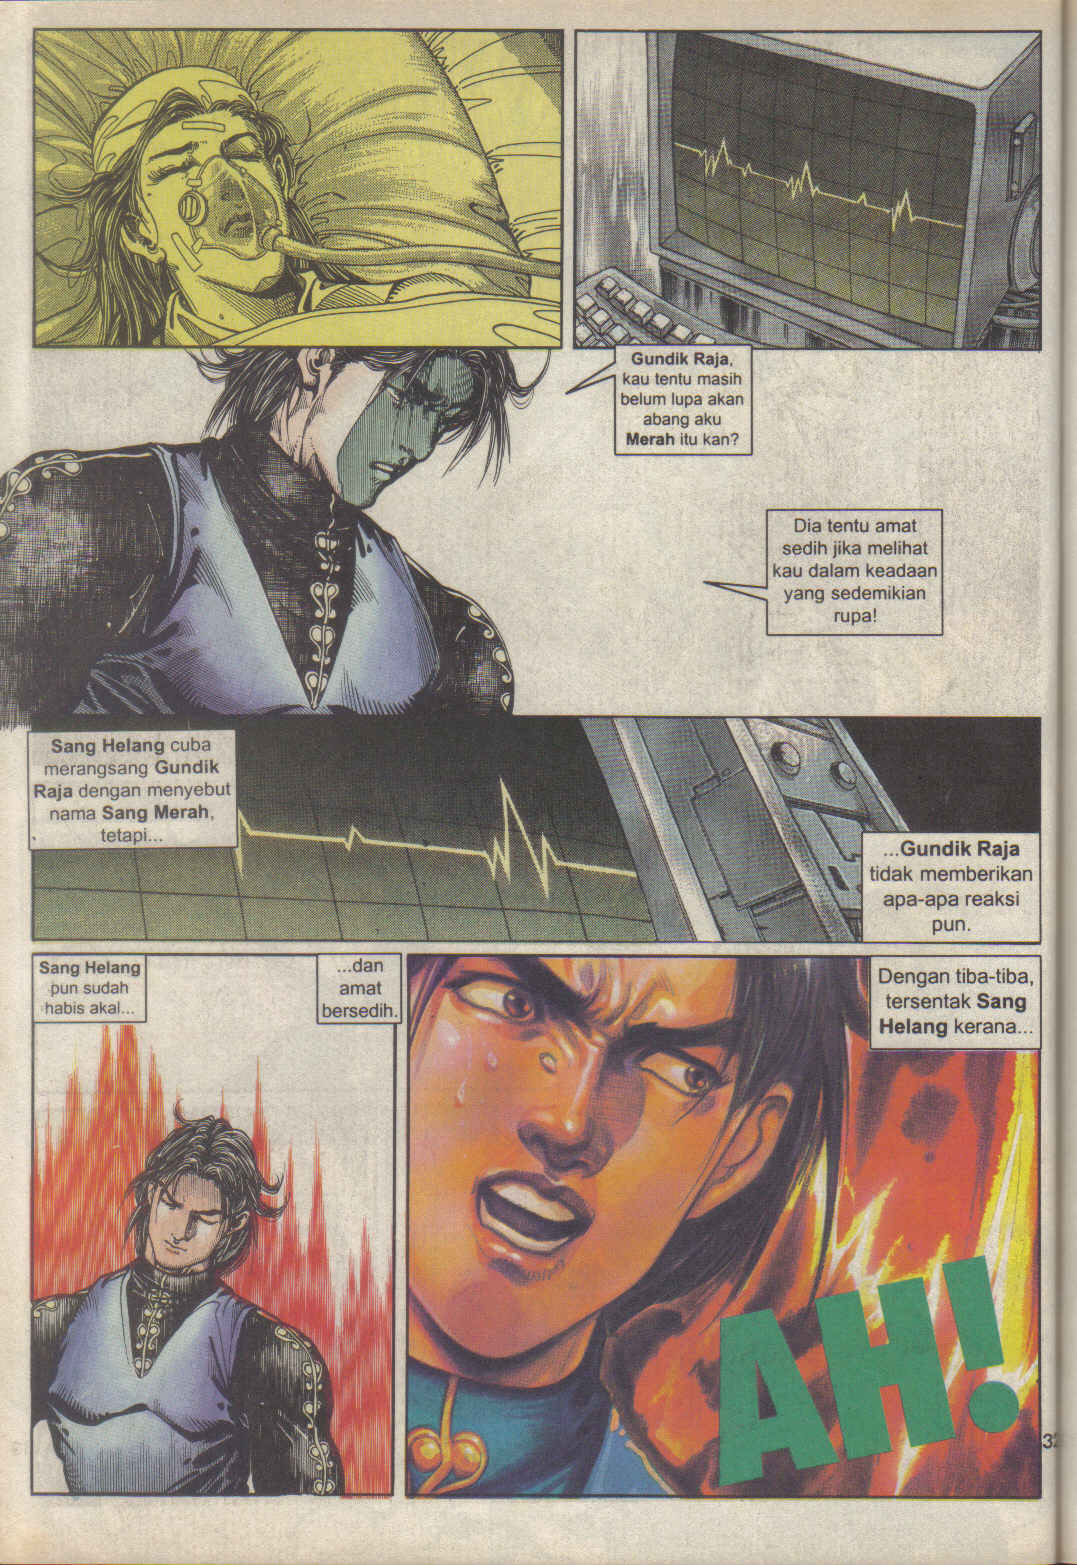 Gundik Raja,
kau tentu masih
belum lupa akan
abang aku
Merah itu kan?
Dia tentu amat
sedih jika melihat
kau dalam keadaan
yang sedemikian
rupa!
Sang Helang cuba
merangsang Gundik
Raja dengan menyebut
nama Sang Merah,
tetapi...
...Gundik Raja
tidak memberikan
apa-apa reaksi
pun.
Sang Helang
pun sudah
habis akal...
...dan
amat
bersedih.
Dengan tiba-tiba,
tersentak Sang
Helang kerana...
AH!